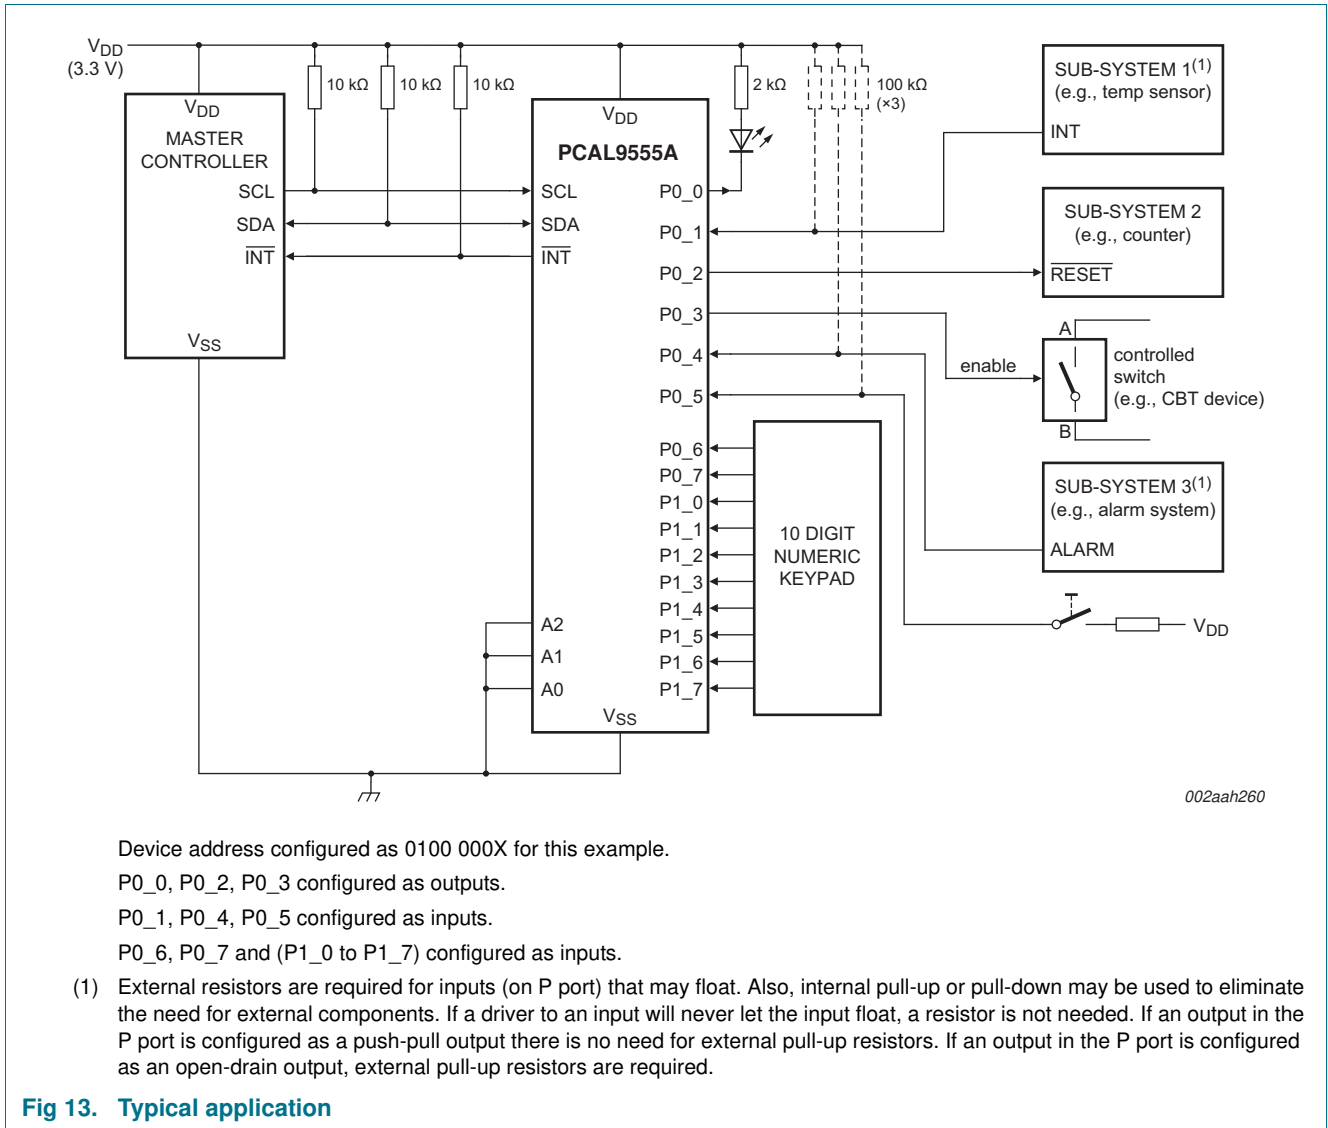 VDD
(3.3 V)
10 kΩ
10 kΩ
10 kΩ
2 kΩ
100 kΩ
(×3)
VDD
MASTER
CONTROLLER
SCL
SDA
INT
VSS
VDD
PCAL9555A
SCL
SDA
INT
A2
A1
A0
VSS
P0_0
P0_1
P0_2
P0_3
P0_4
P0_5
P0_6
P0_7
P1_0
P1_1
P1_2
P1_3
P1_4
P1_5
P1_6
P1_7
10 DIGIT
NUMERIC
KEYPAD
SUB-SYSTEM 1(1)
(e.g., temp sensor)
INT
SUB-SYSTEM 2
(e.g., counter)
RESET
enable
A
B
controlled
switch
(e.g., CBT device)
SUB-SYSTEM 3(1)
(e.g., alarm system)
ALARM
VDD
002aah260
Device address configured as 0100 000X for this example.
P0_0, P0_2, P0_3 configured as outputs.
P0_1, P0_4, P0_5 configured as inputs.
P0_6, P0_7 and (P1_0 to P1_7) configured as inputs.
(1) External resistors are required for inputs (on P port) that may float. Also, internal pull-up or pull-down may be used to eliminate
the need for external components. If a driver to an input will never let the input float, a resistor is not needed. If an output in the
P port is configured as a push-pull output there is no need for external pull-up resistors. If an output in the P port is configured
as an open-drain output, external pull-up resistors are required.
Fig 13. Typical application